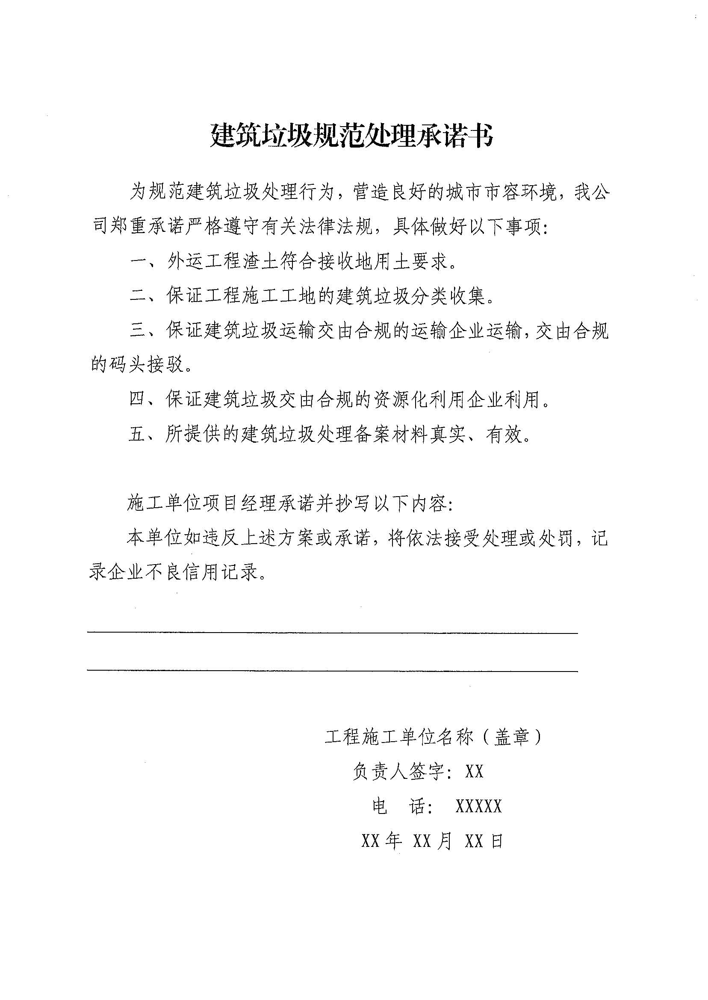 建筑垃圾规范处理承诺书
为规范建筑垃圾处理行为，营造良好的城市市容环境，我公
司郑重承诺严格遵守有关法律法规，具体做好以下事项：
一、外运工程渣土符合接收地用土要求。
二、保证工程施工工地的建筑垃圾分类收集。
三、保证建筑垃圾运输交由合规的运输企业运输，交由合规
的码头接驳。
四、保证建筑垃圾交由合规的资源化利用企业利用。
五、所提供的建筑垃圾处理备案材料真实、有效。
施工单位项目经理承诺并抄写以下内容：
本单位如违反上述方案或承诺，将依法接受处理或处罚，记
录企业不良信用记录。
工程施工单位名称（盖章）
负责人签字：XX
电 话： XXXXX
XX年 XX月 XX日